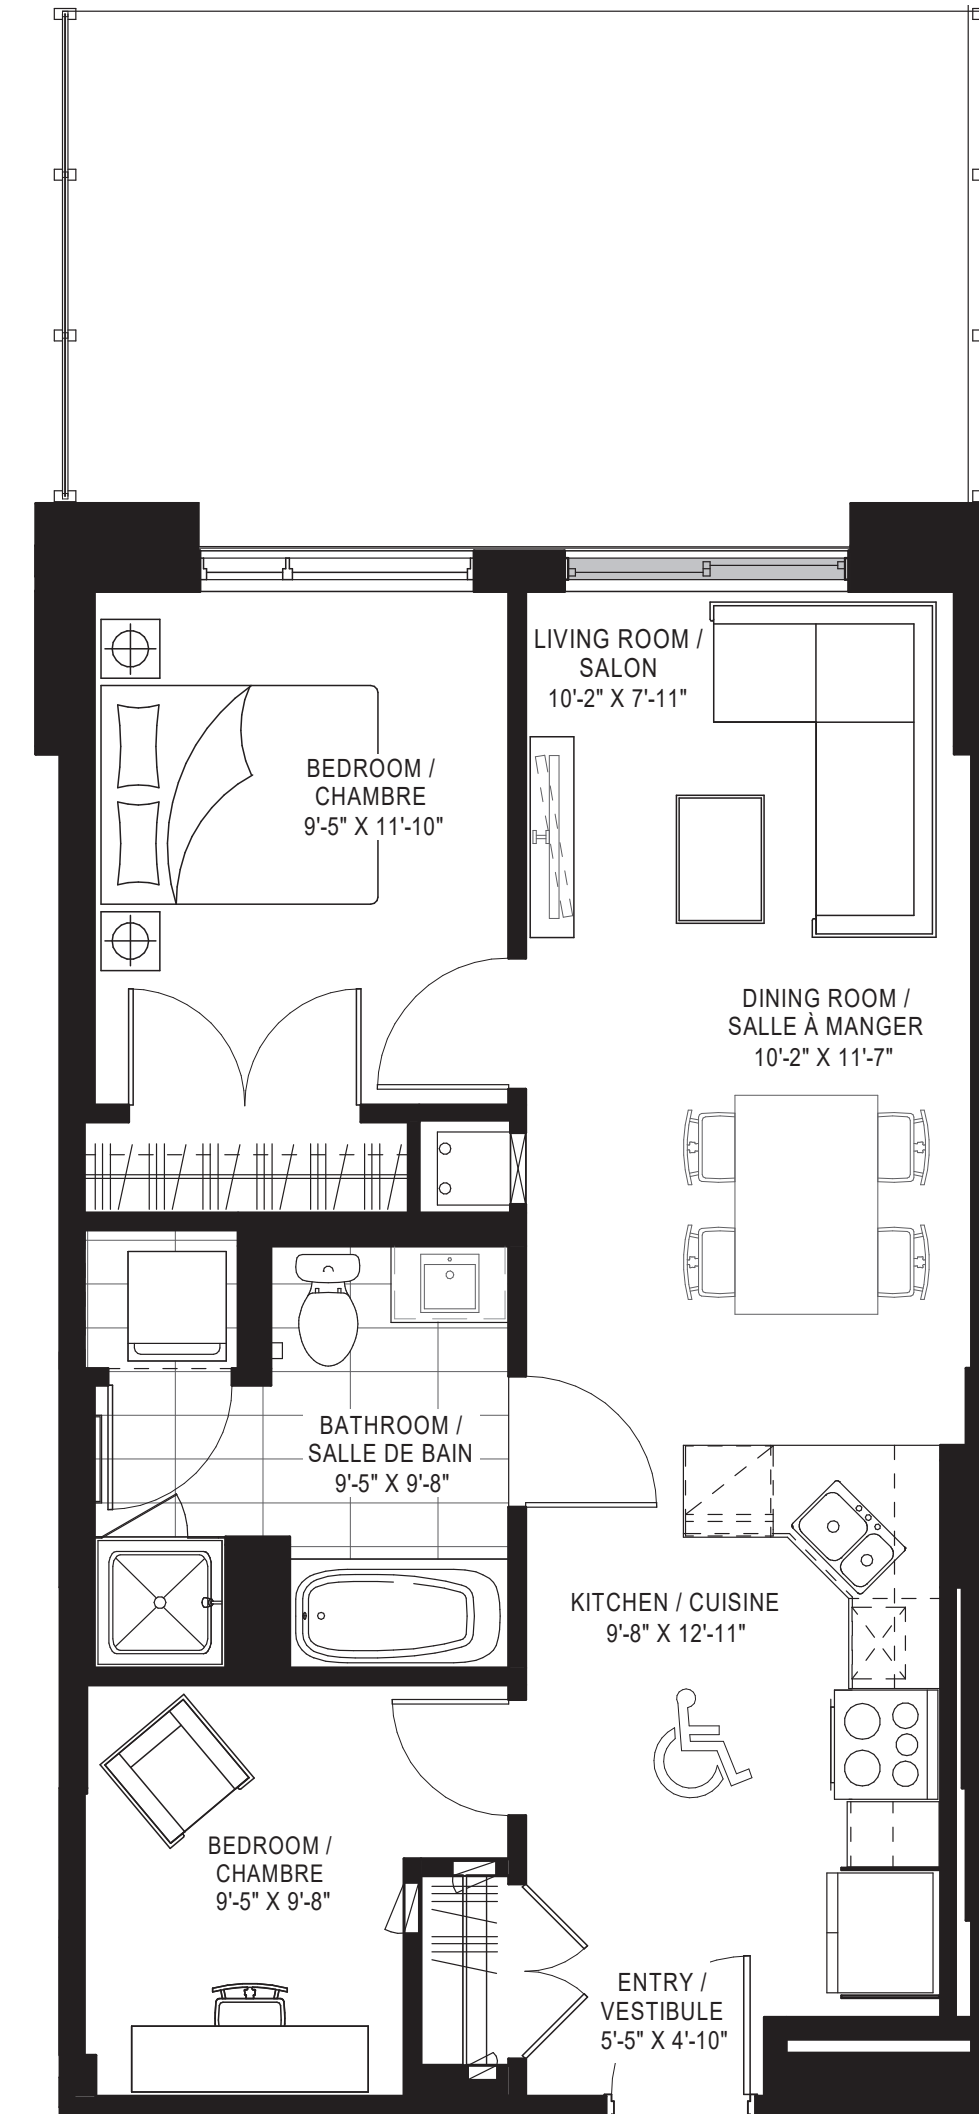 LIVING ROOM /
SALON
10'-2" X 7'-11"
BEDROOM /
CHAMBRE
9'-5" X 11'-10"
DINING ROOM /
SALLE À MANGER
10'-2" X 11'-7"
BATHROOM /
SALLE DE BAIN
9'-5" X 9'-8"
KITCHEN / CUISINE
9'-8" X 12'-11"
BEDROOM /
CHAMBRE
9'-5" X 9'-8"
ENTRY /
VESTIBULE
5'-5" X 4'-10"